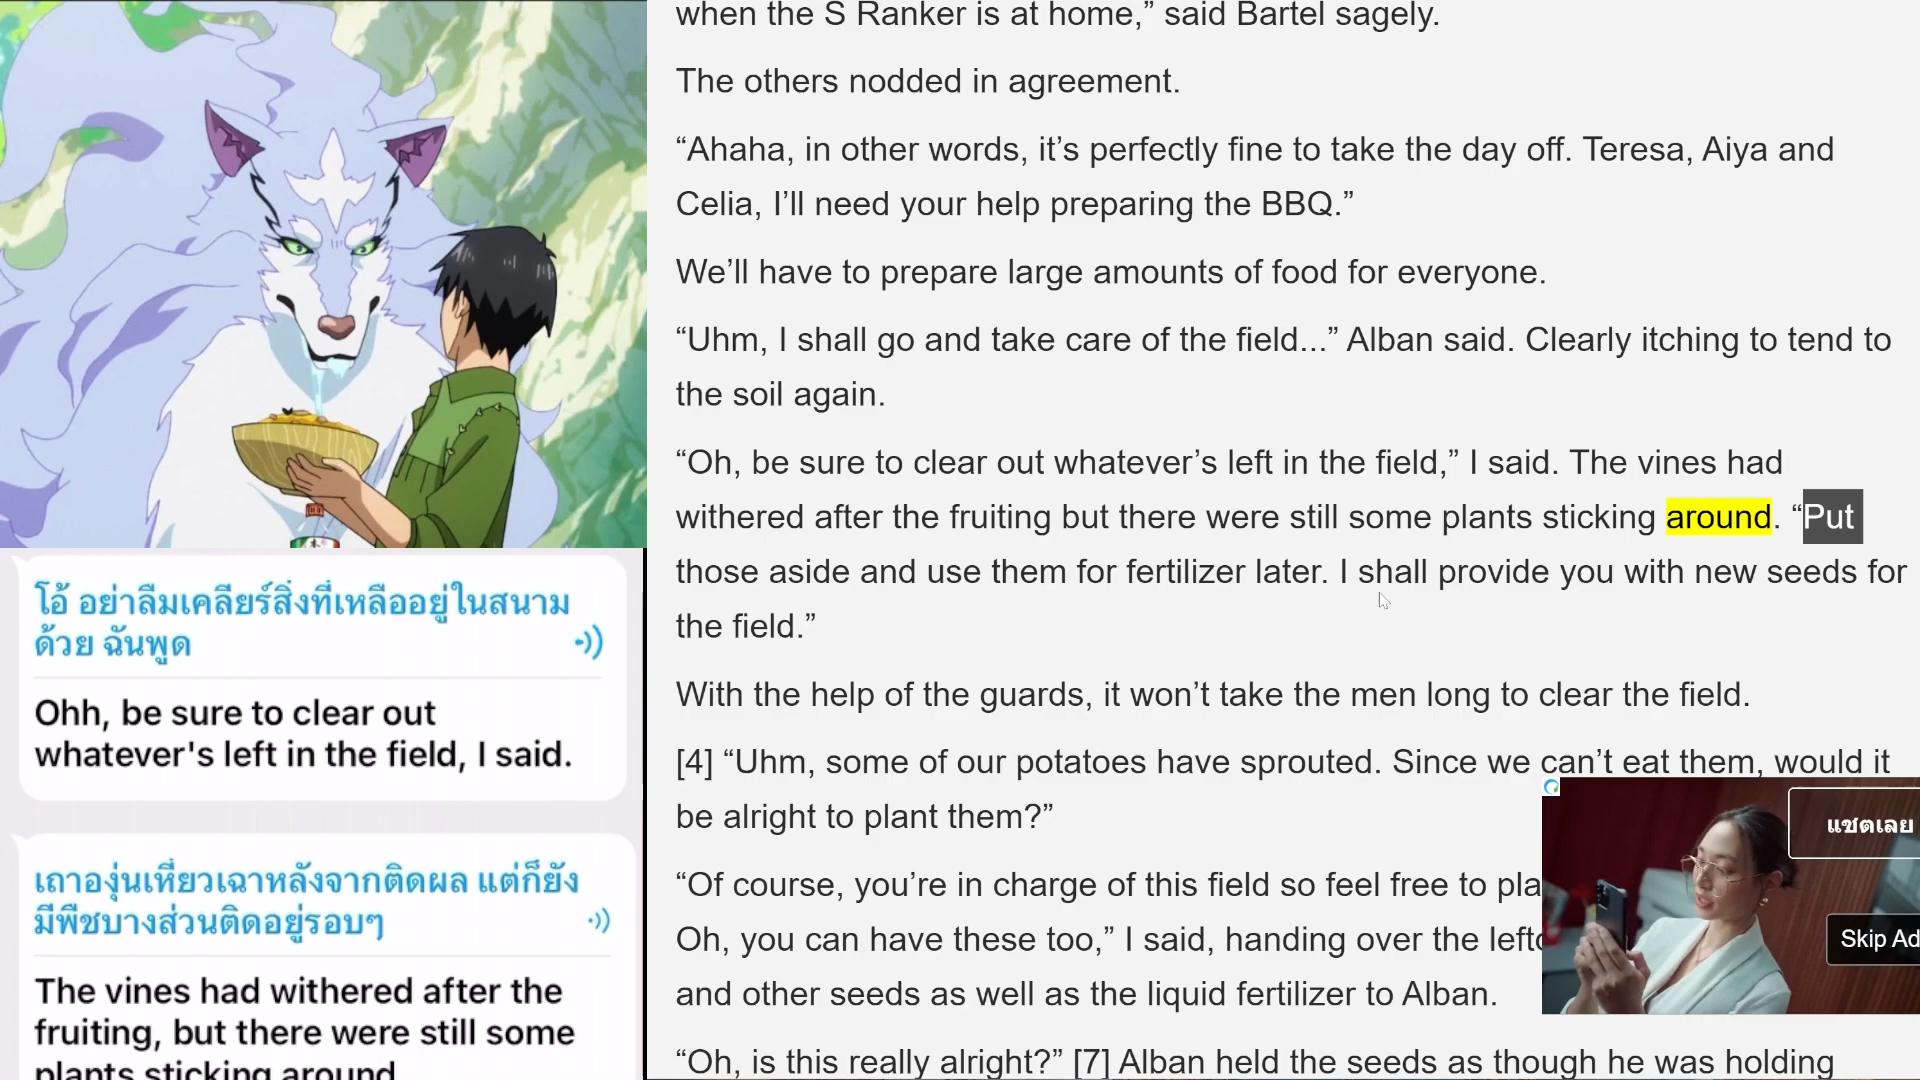 when the S Ranker is at home,” said Bartel sagely.
The others nodded in agreement.
“Ahaha, in other words, it’s perfectly fine to take the day off. Teresa, Aiya and
Celia, I’ll need your help preparing the BBQ.”
We’ll have to prepare large amounts of food for everyone.
“Uhm, I shall go and take care of the field...” Alban said. Clearly itching to tend to
the soil again.
“Oh, be sure to clear out whatever’s left in the field,” I said. The vines had
withered after the fruiting but there were still some plants sticking around. “Put
those aside and use them for fertilizer later. I shall provide you with new seeds for
the field.”
With the help of the guards, it won’t take the men long to clear the field.
[4] “Uhm, some of our potatoes have sprouted. Since we can’t eat them, would it
be alright to plant them?”
“Of course, you’re in charge of this field so feel free to pla
Oh, you can have these too,” I said, handing over the lefto
and other seeds as well as the liquid fertilizer to Alban.
“Oh, is this really alright?” [7] Alban held the seeds as though he was holding
โอ้ อย่าลืมเคลียร์สิ่งที่เหลืออยู่ในสนาม
ด้วย ฉันพูด
Ohh, be sure to clear out
whatever's left in the field, I said.
เถาองุ่นเหี่ยวเฉาหลังจากติดผล แต่ก็ยัง
มีพืชบางส่วนติดอยู่รอบๆ
The vines had withered after the
fruiting, but there were still some
plants sticking around.
แชตเลย
Skip Ad